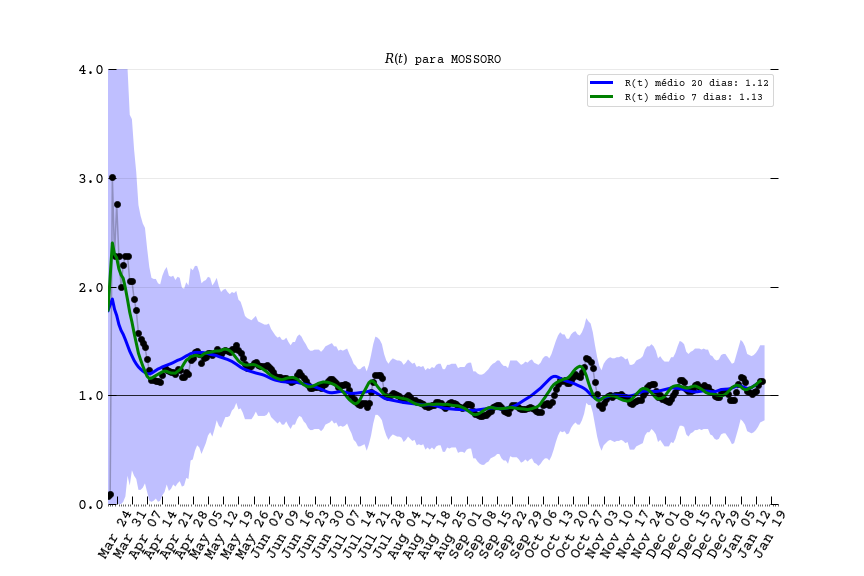 R(t) para MOSSORO
4.0
R(t) médio 20 dias: 1.12
R(t) médio 7 dias: 1.13
3.0
2.0
1.0
0.0
Mar 24
Mar 31
Apr 07
Apr 14
Apr 21
Apr 28
May 05
May 12
May 19
May 26
Jun 02
Jun 09
Jun 16
Jun 23
Jun 30
Jul 07
Jul 14
Jul 21
Jul 28
Aug 04
Aug 11
Aug 18
Aug 25
Sep 01
Sep 08
Sep 15
Sep 22
Sep 29
Oct 06
Oct 13
Oct 20
Oct 27
Nov 03
Nov 10
Nov 17
Nov 24
Dec 01
Dec 08
Dec 15
Dec 22
Dec 29
Jan 05
Jan 12
Jan 19